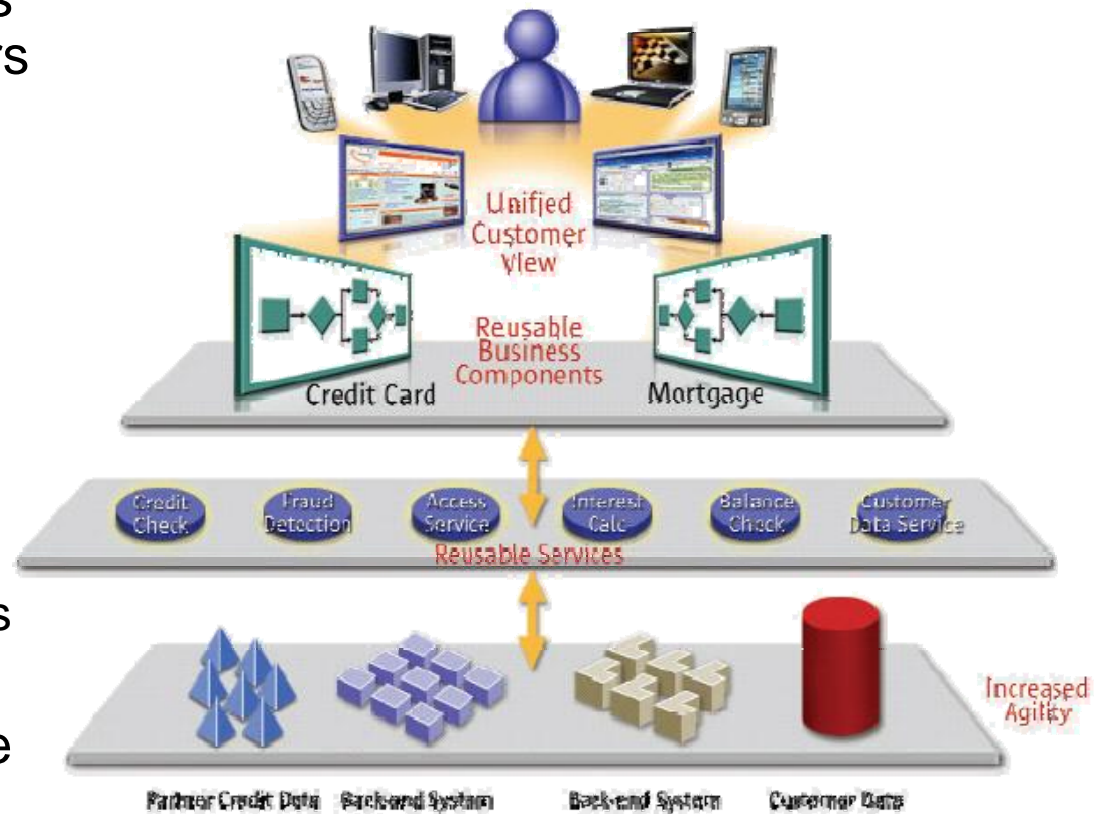 s
rs
Unified
Customer
View
Reusable
Business
Components
Credit Card
Mortgage
Credit
Check
Fraud
Detection
Access
Service
Interest
Calc
Balance
Check
Customer
Data Service
Reusable Services
s
e
Increased
Agility
Partner Credit Data
Back-end System
Back-end System
Customer Data